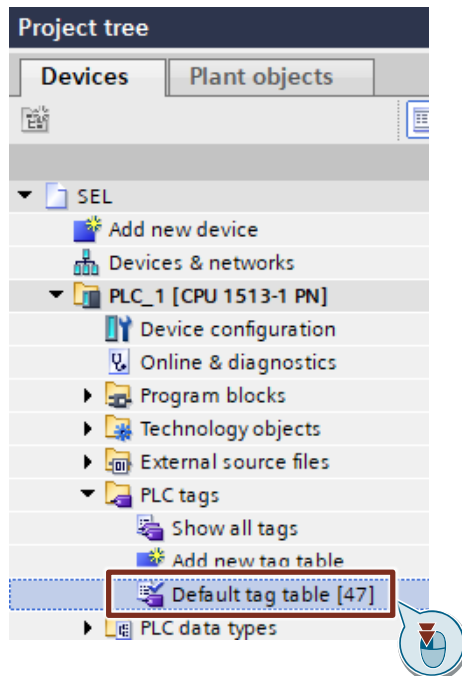 Project tree
Devices
Plant objects
SEL
Add new device
Devices & networks
PLC_1 [CPU 1513-1 PN]
Device configuration
Online & diagnostics
Program blocks
Technology objects
External source files
PLC tags
Show all tags
Add new tag table
Default tag table [47]
PLC data types